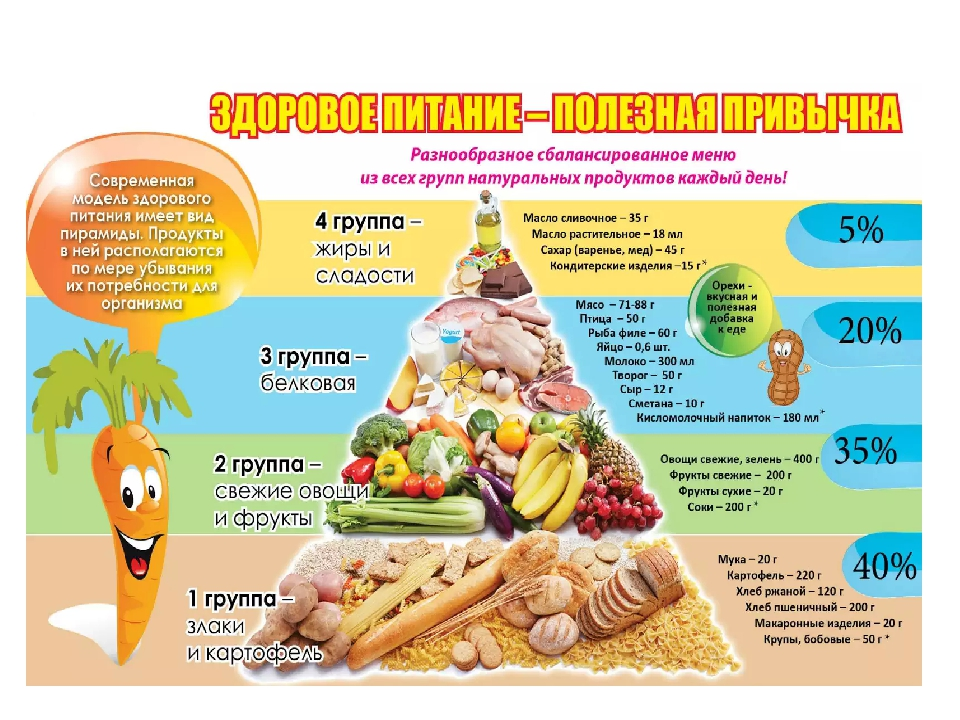 ЗДОРОВОЕ ПИТАНИЕ – ПОЛЕЗНАЯ ПРИВЫЧКА
Разнообразное сбалансированное меню
из всех групп натуральных продуктов каждый день!
Современная
модель здорового
питания имеет вид
пирамиды. Продукты
в ней располагаются
по мере убывания
их потребности для
организма
4 группа –
жиры и
сладости
Масло сливочное – 35 г
Масло растительное – 18 мл
Сахар (варенье, мед) – 45 г
Кондитерские изделия –15 г*
5%
3 группа –
белковая
Yogurt
Мясо – 71-88 г
Птица – 50 г
Рыба филе – 60 г
Яйцо – 0,6 шт.
Молоко – 300 мл
Творог – 50 г
Сыр – 12 г
Сметана – 10 г
Кисломолочный напиток – 180 мл*
Орехи -
вкусная и
полезная
добавка
к еде
20%
2 группа –
свежие овощи
и фрукты
Овощи свежие, зелень – 400 г
Фрукты свежие – 200 г
Фрукты сухие – 20 г
Соки – 200 г *
35%
1 группа –
злаки
и картофель
Мука – 20 г
Картофель – 220 г
Хлеб ржаной – 120 г
Хлеб пшеничный – 200 г
Макаронные изделия – 20 г
Крупы, бобовые – 50 г *
40%